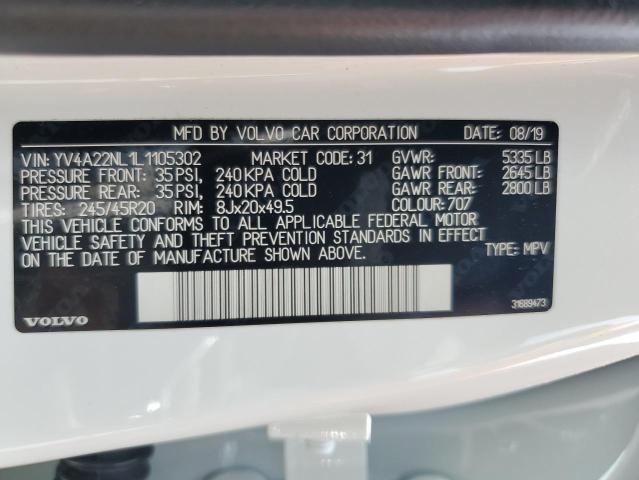 MFD BY VOLVO CAR CORPORATION DATE: 08/19
VIN: YV4A22NL1L1105302 MARKET CODE: 31 GVWR: 5335 LB
PRESSURE FRONT: 35 PSI, 240 KPA COLD GAWR FRONT: 2645 LB
PRESSURE REAR: 35 PSI, 240 KPA COLD GAWR REAR: 2800 LB
TIRES: 245/45R20 RIM: 8Jx20x49.5 COLOUR: 707
THIS VEHICLE CONFORMS TO ALL APPLICABLE FEDERAL MOTOR
VEHICLE SAFETY AND THEFT PREVENTION STANDARDS IN EFFECT
ON THE DATE OF MANUFACTURE SHOWN ABOVE. TYPE: MPV
VOLVO 31689473